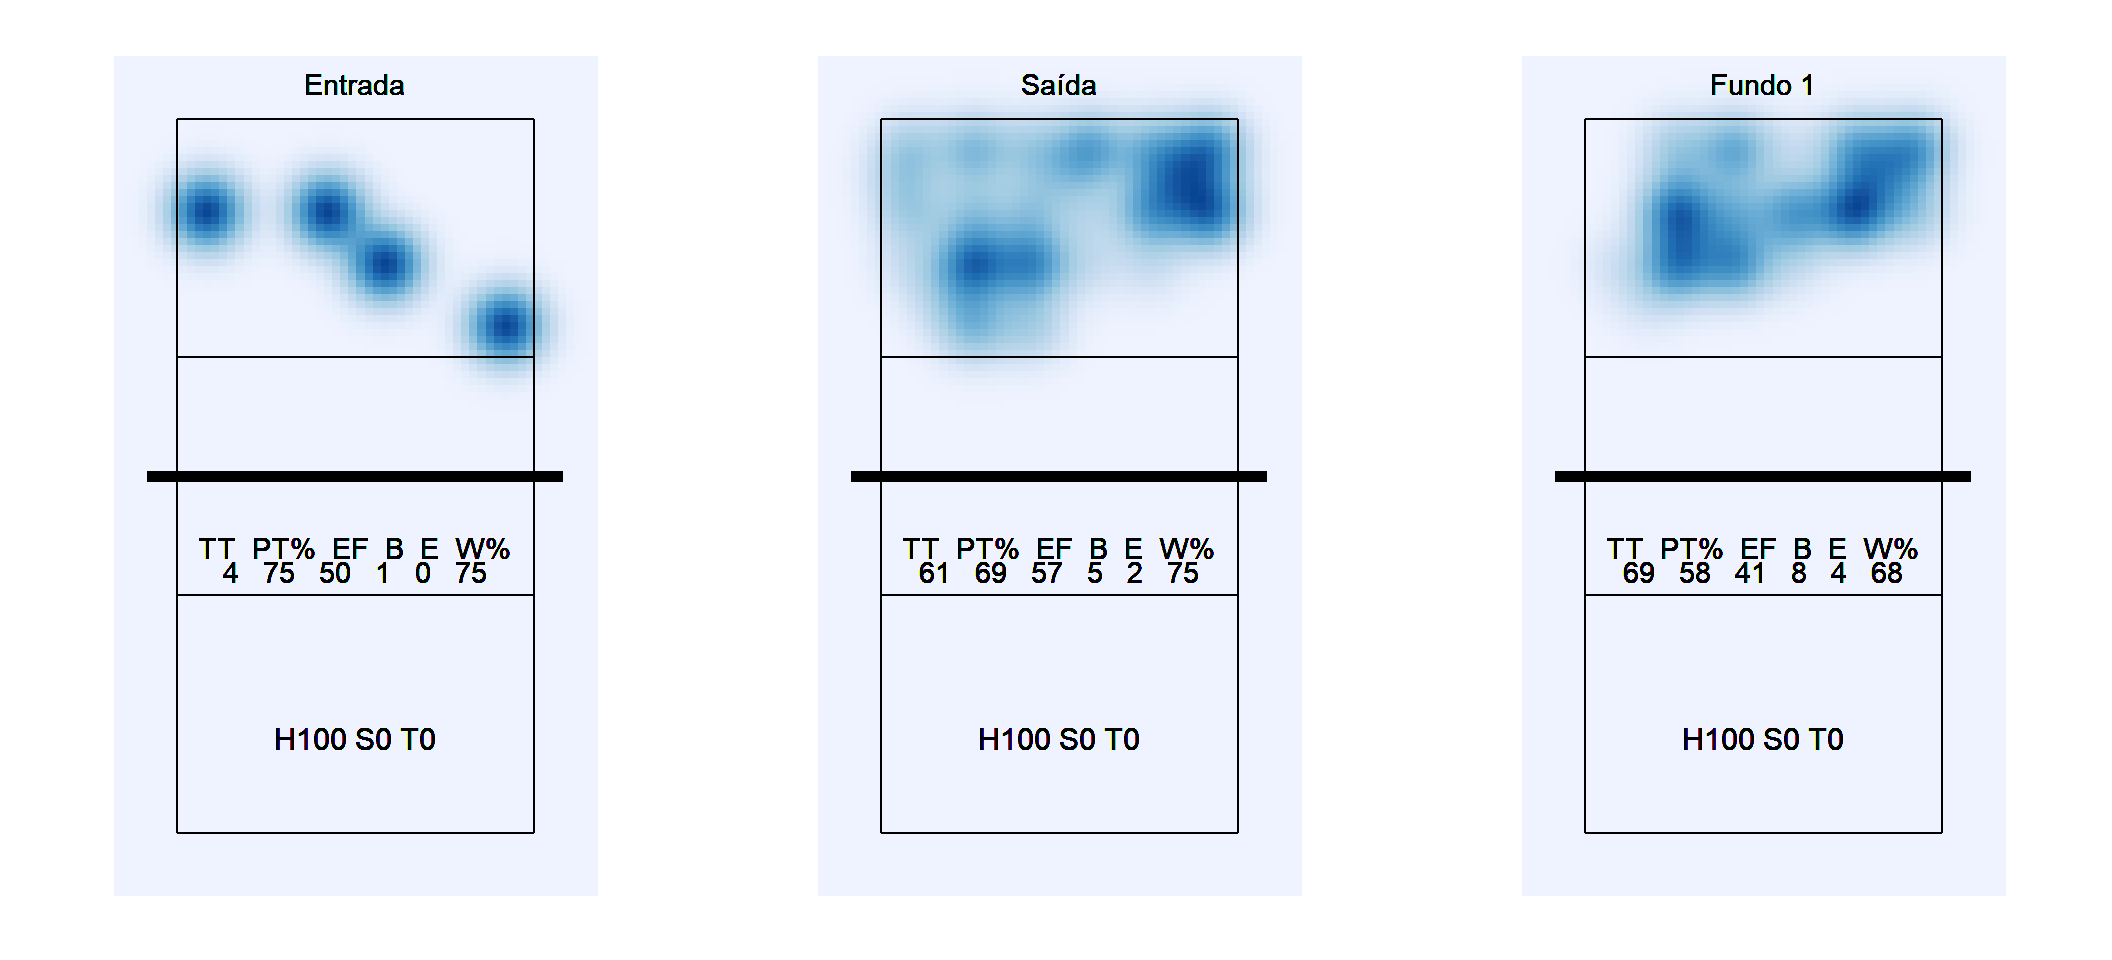 Entrada
TT PT% EF B E W%
4 75 50 1 0 75
H100 S0 T0
Saída
TT PT% EF B E W%
61 69 57 5 2 75
H100 S0 T0
Fundo 1
TT PT% EF B E W%
69 58 41 8 4 68
H100 S0 T0